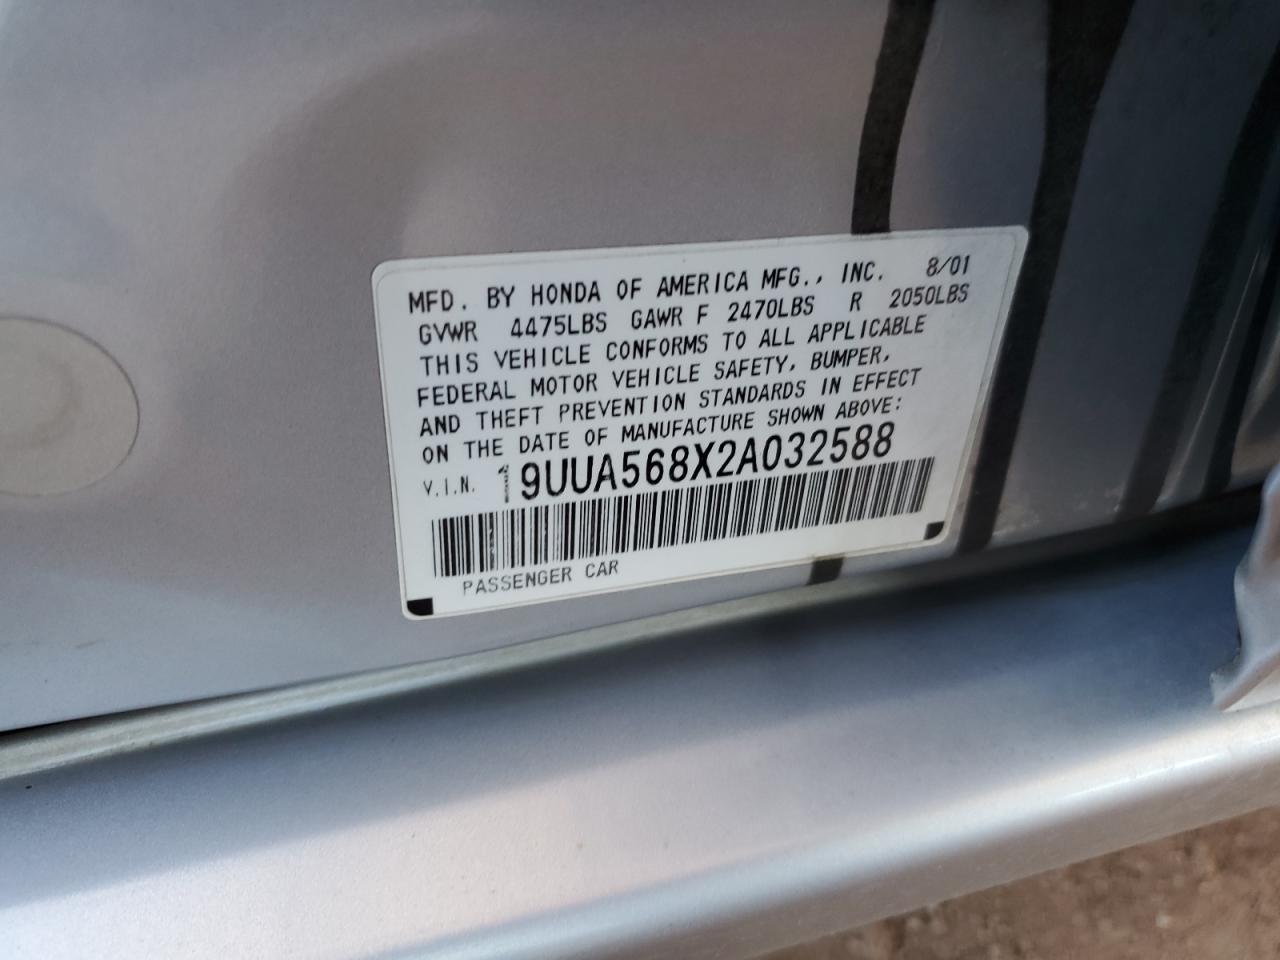 MFD. BY HONDA OF AMERICA MFG., INC. 8/01
GVWR 4475LBS GAWR F 2470LBS R 2050LBS
THIS VEHICLE CONFORMS TO ALL APPLICABLE
FEDERAL MOTOR VEHICLE SAFETY, BUMPER,
AND THEFT PREVENTION STANDARDS IN EFFECT
ON THE DATE OF MANUFACTURE SHOWN ABOVE:
V.I.N. 19UUA568X2A032588
PASSENGER CAR